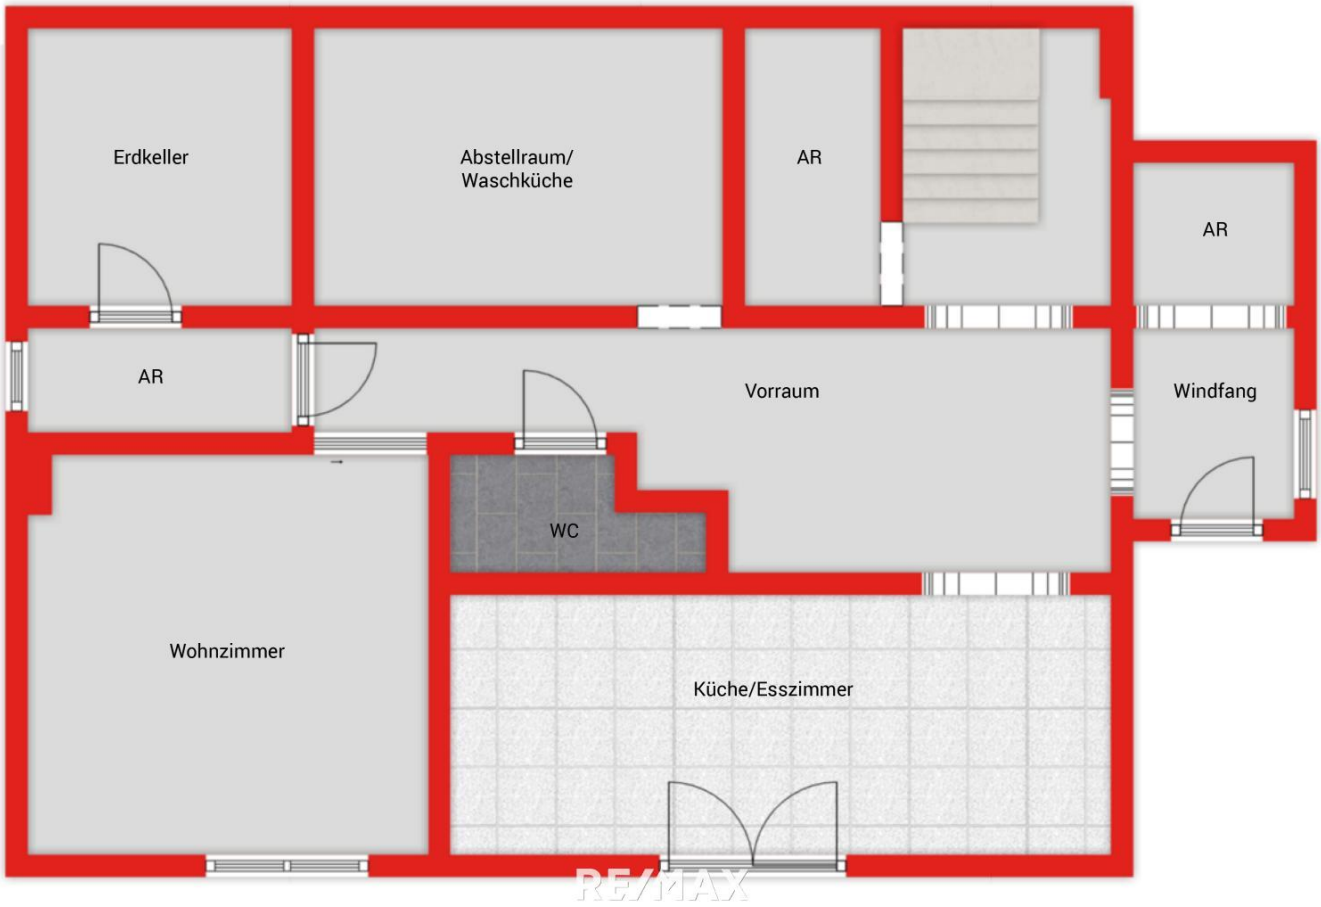 Erdkeller
Abstellraum/
Waschküche
AR
AR
AR
Vorraum
Windfang
WC
Wohnzimmer
Küche/Esszimmer
RE/MAX